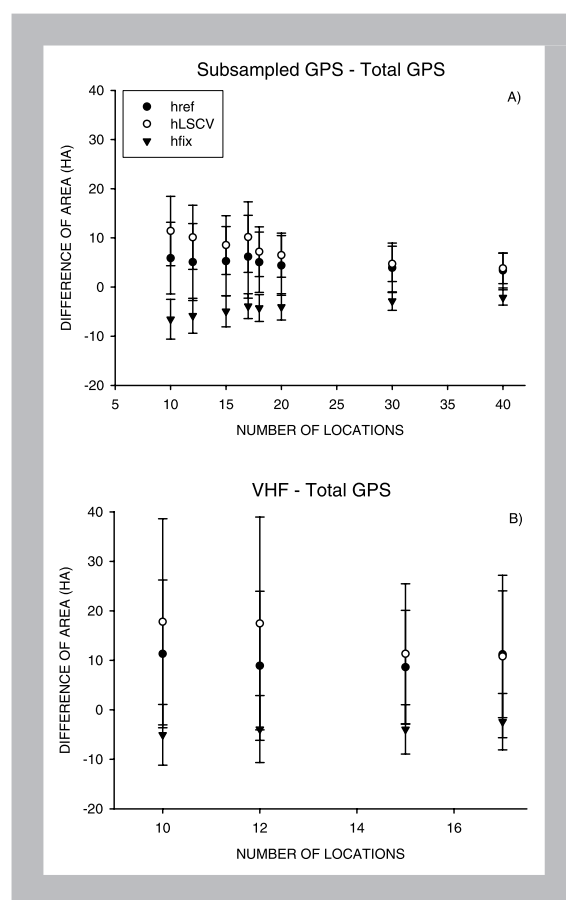 Subsampled GPS - Total GPS
A)
href
hLSCV
hfix
DIFFERENCE OF AREA (HA)
40
30
20
10
0
-10
-20
5 10 15 20 25 30 35 40
NUMBER OF LOCATIONS
VHF - Total GPS
B)
DIFFERENCE OF AREA (HA)
40
30
20
10
0
-10
-20
10 12 14 16
NUMBER OF LOCATIONS